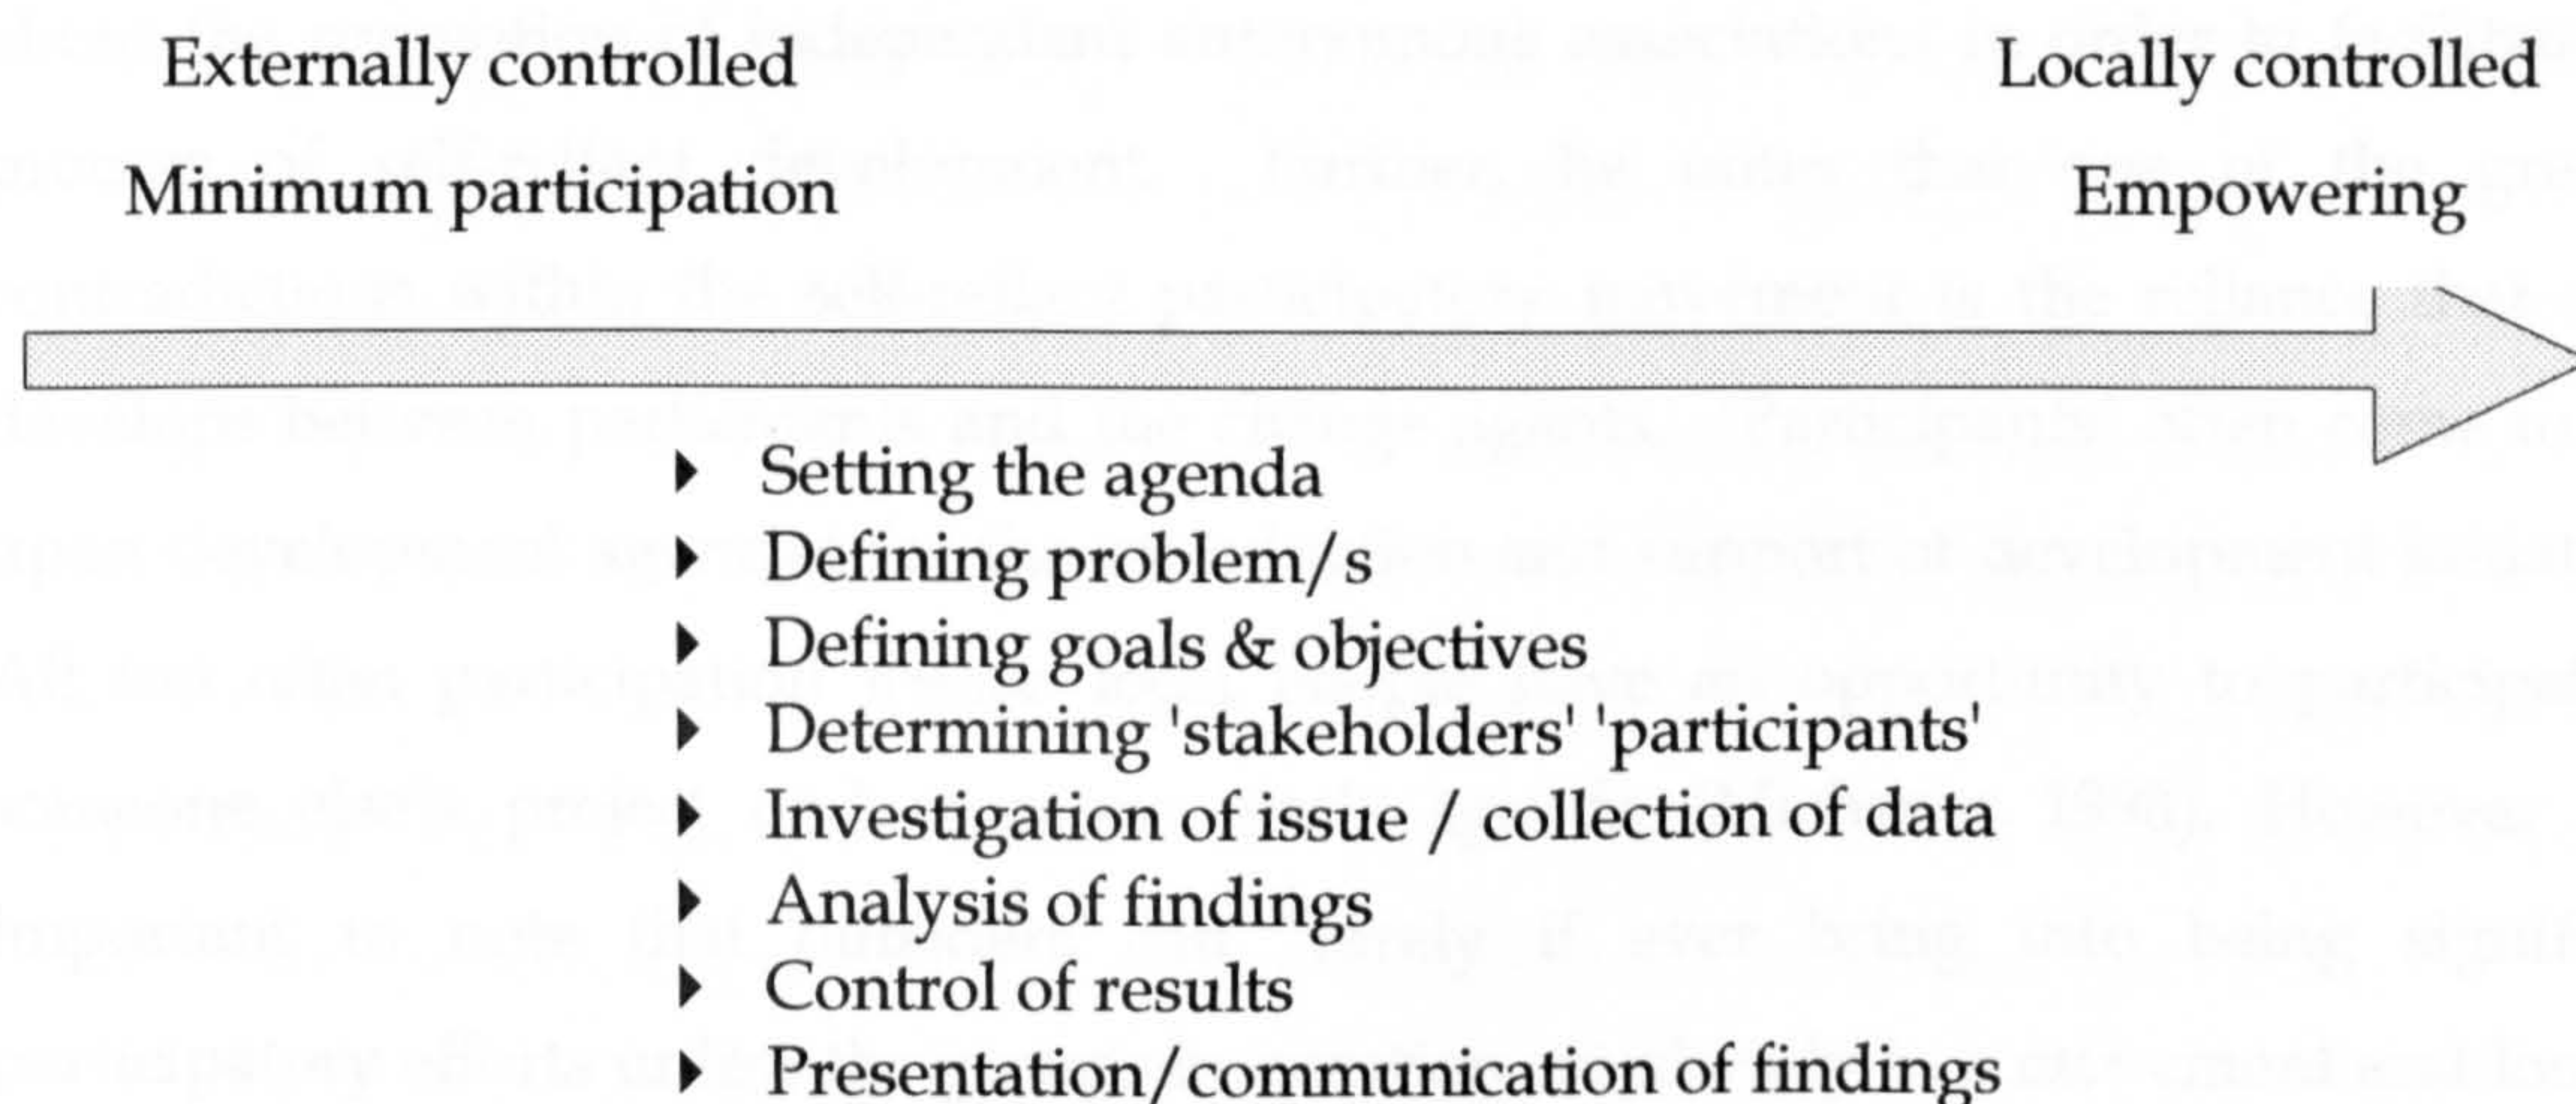 Externally controlled Locally controlled
Minimum participation Empowering
Setting the agenda
Defining problem/s
Defining goals & objectives
Determining 'stakeholders' 'participants'
Investigation of issue / collection of data
Analysis of findings
Control of results
Presentation/communication of findings